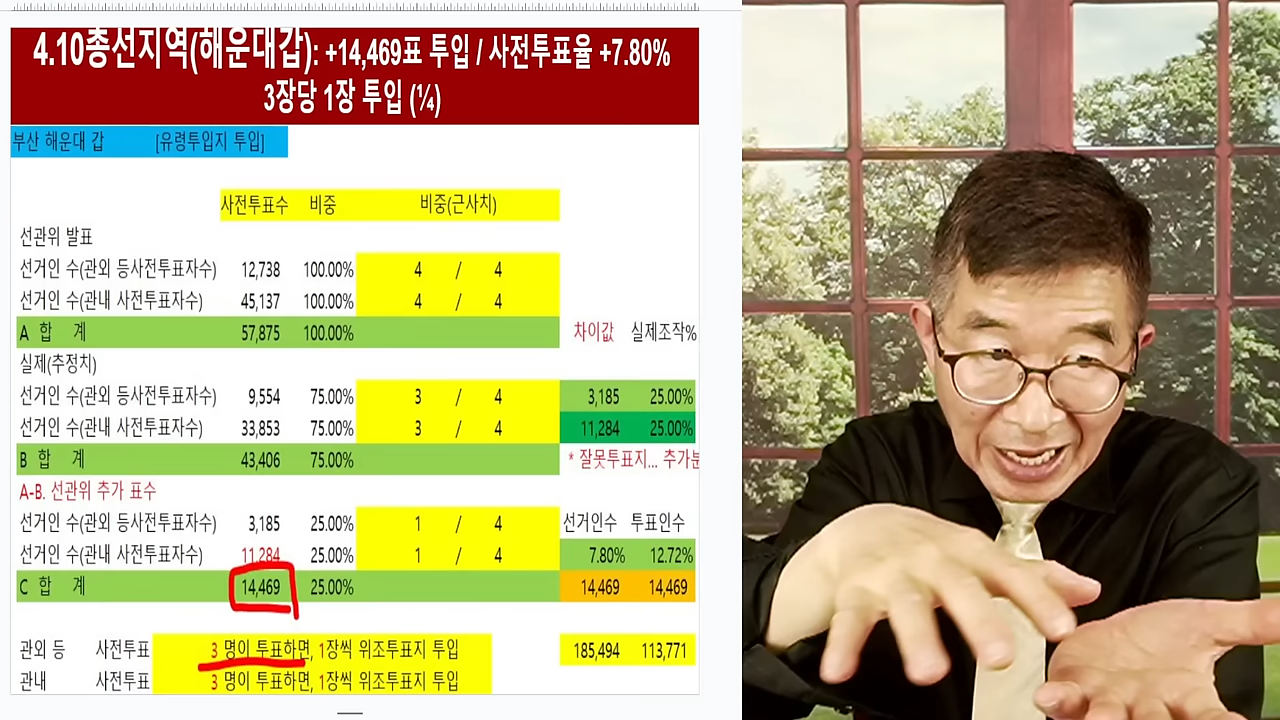 4.10총선지역(해운대갑): +14,469표 투입 / 사전투표율 +7.80%
3장당 1장 투입 (¼)
부산 해운대 갑 [유령투입지 투입]
사전투표수 비중 비중(근사치)
선관위 발표
선거인 수(관외 등사전투표자수) 12,738 100.00% 4 / 4
선거인 수(관내 사전투표자수) 45,137 100.00% 4 / 4
A 합 계 57,875 100.00% 차이값 실제조작%
실제(추정치)
선거인 수(관외 등사전투표자수) 9,554 75.00% 3 / 4 3,185 25.00%
선거인 수(관내 사전투표자수) 33,853 75.00% 3 / 4 11,284 25.00%
B 합 계 43,406 75.00% * 잘못투표지... 추가분
A-B. 선관위 추가 표수
선거인 수(관외 등사전투표자수) 3,185 25.00% 1 / 4 선거인수 투표인수
선거인 수(관내 사전투표자수) 11,284 25.00% 1 / 4 7.80% 12.72%
C 합 계 14,469 25.00% 14,469 14,469
관외 등 사전투표 3 명이 투표하면, 1장씩 위조투표지 투입 185,494 113,771
관내 사전투표 3 명이 투표하면, 1장씩 위조투표지 투입